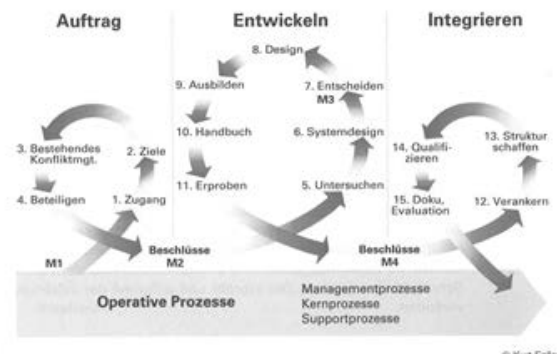 Auftrag
Entwickeln
Integrieren
8. Design
9. Ausbilden
7. Entscheiden
M3
3. Bestehendes
Konfliktmgt.
2. Ziele
10. Handbuch
6. Systemdesign
14. Qualifi-
zieren
13. Struktur
schaffen
4. Beteiligen
1. Zugang
11. Erproben
5. Untersuchen
15. Doku,
Evaluation
12. Verankern
M1
Beschlüsse
M2
Beschlüsse
M4
Operative Prozesse
Managementprozesse
Kernprozesse
Supportprozesse